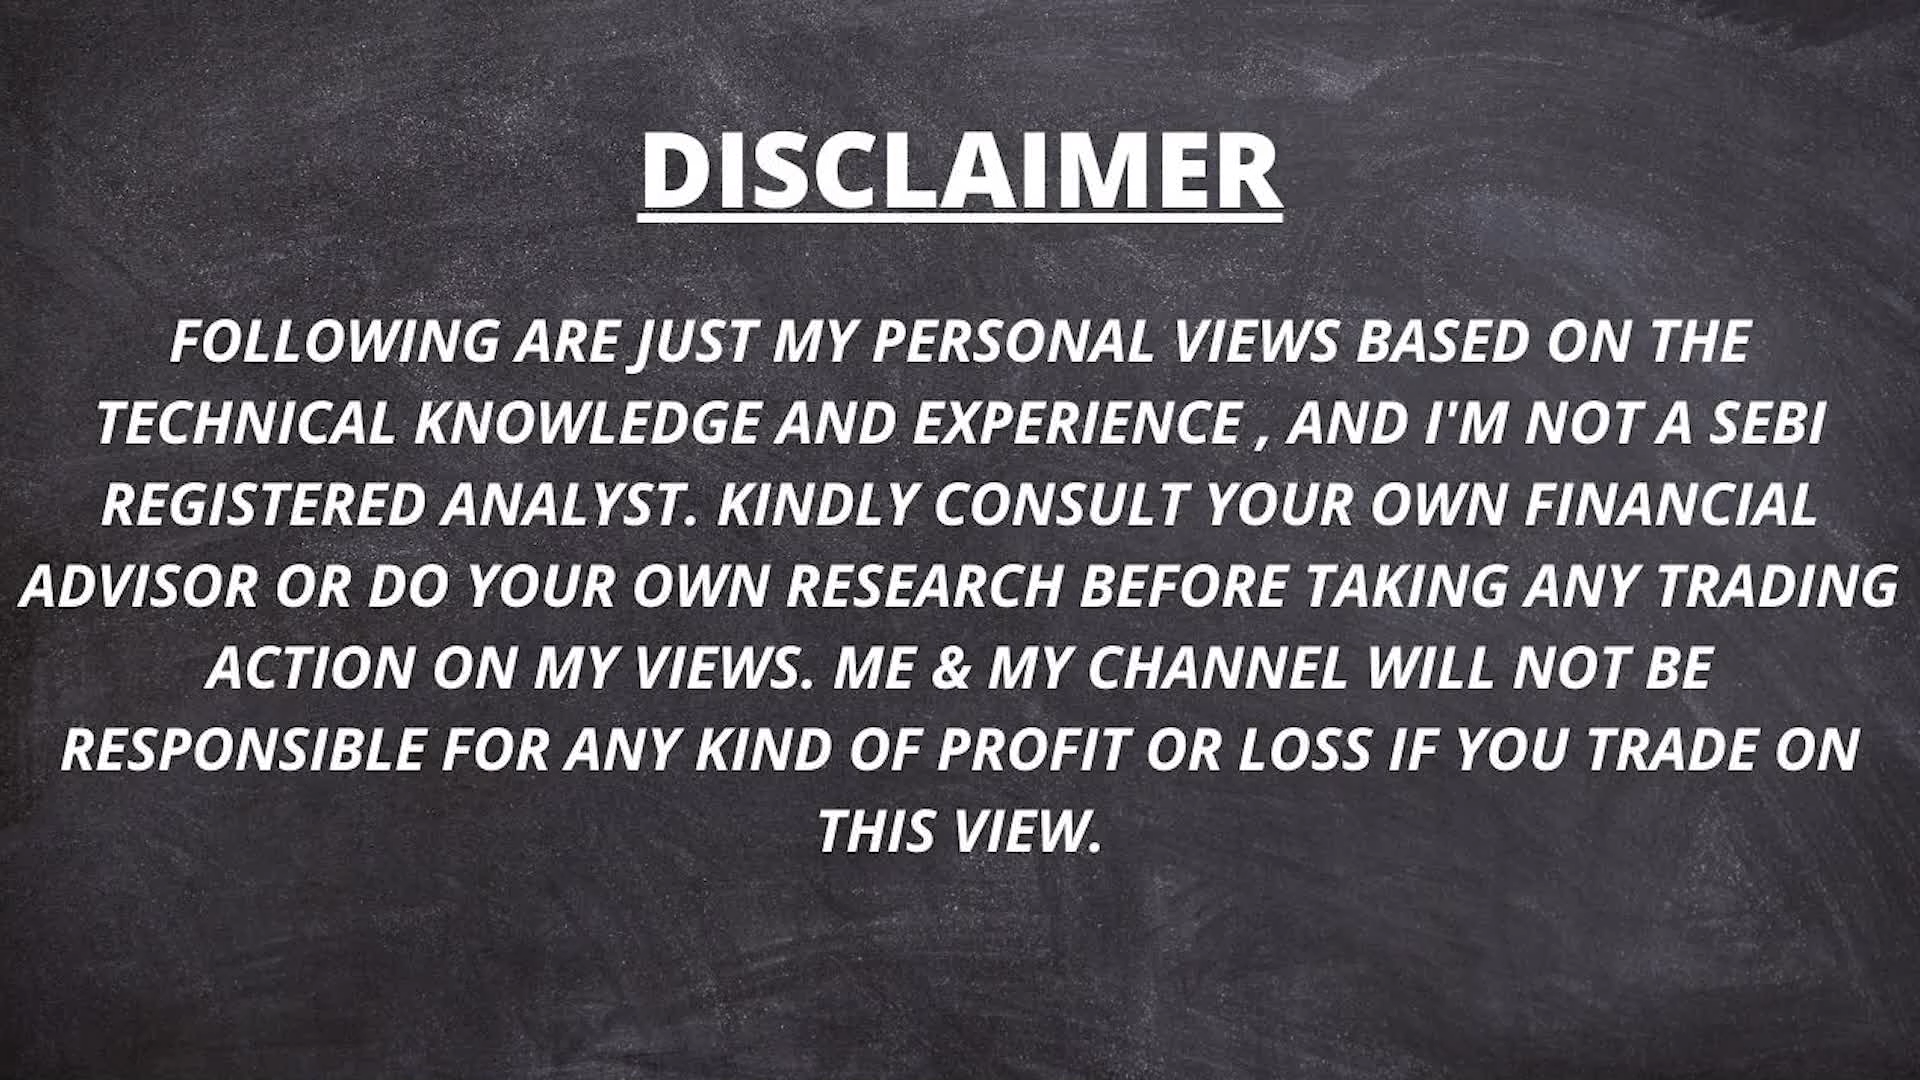 DISCLAIMER
FOLLOWING ARE JUST MY PERSONAL VIEWS BASED ON THE
TECHNICAL KNOWLEDGE AND EXPERIENCE , AND I'M NOT A SEBI
REGISTERED ANALYST. KINDLY CONSULT YOUR OWN FINANCIAL
ADVISOR OR DO YOUR OWN RESEARCH BEFORE TAKING ANY TRADING
ACTION ON MY VIEWS. ME & MY CHANNEL WILL NOT BE
RESPONSIBLE FOR ANY KIND OF PROFIT OR LOSS IF YOU TRADE ON
THIS VIEW.